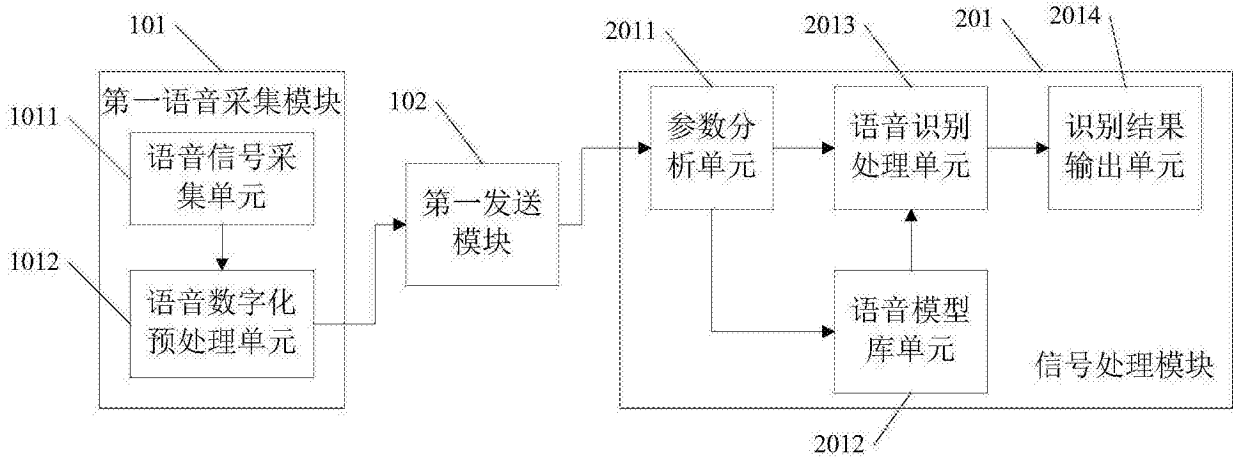 101
第一语音采集模块
1011
语音信号采
集单元
1012
语音数字化
预处理单元
102
第一发送
模块
2011
参数分
析单元
2013
语音识别
处理单元
201
2014
识别结果
输出单元
语音模型
库单元
2012
信号处理模块